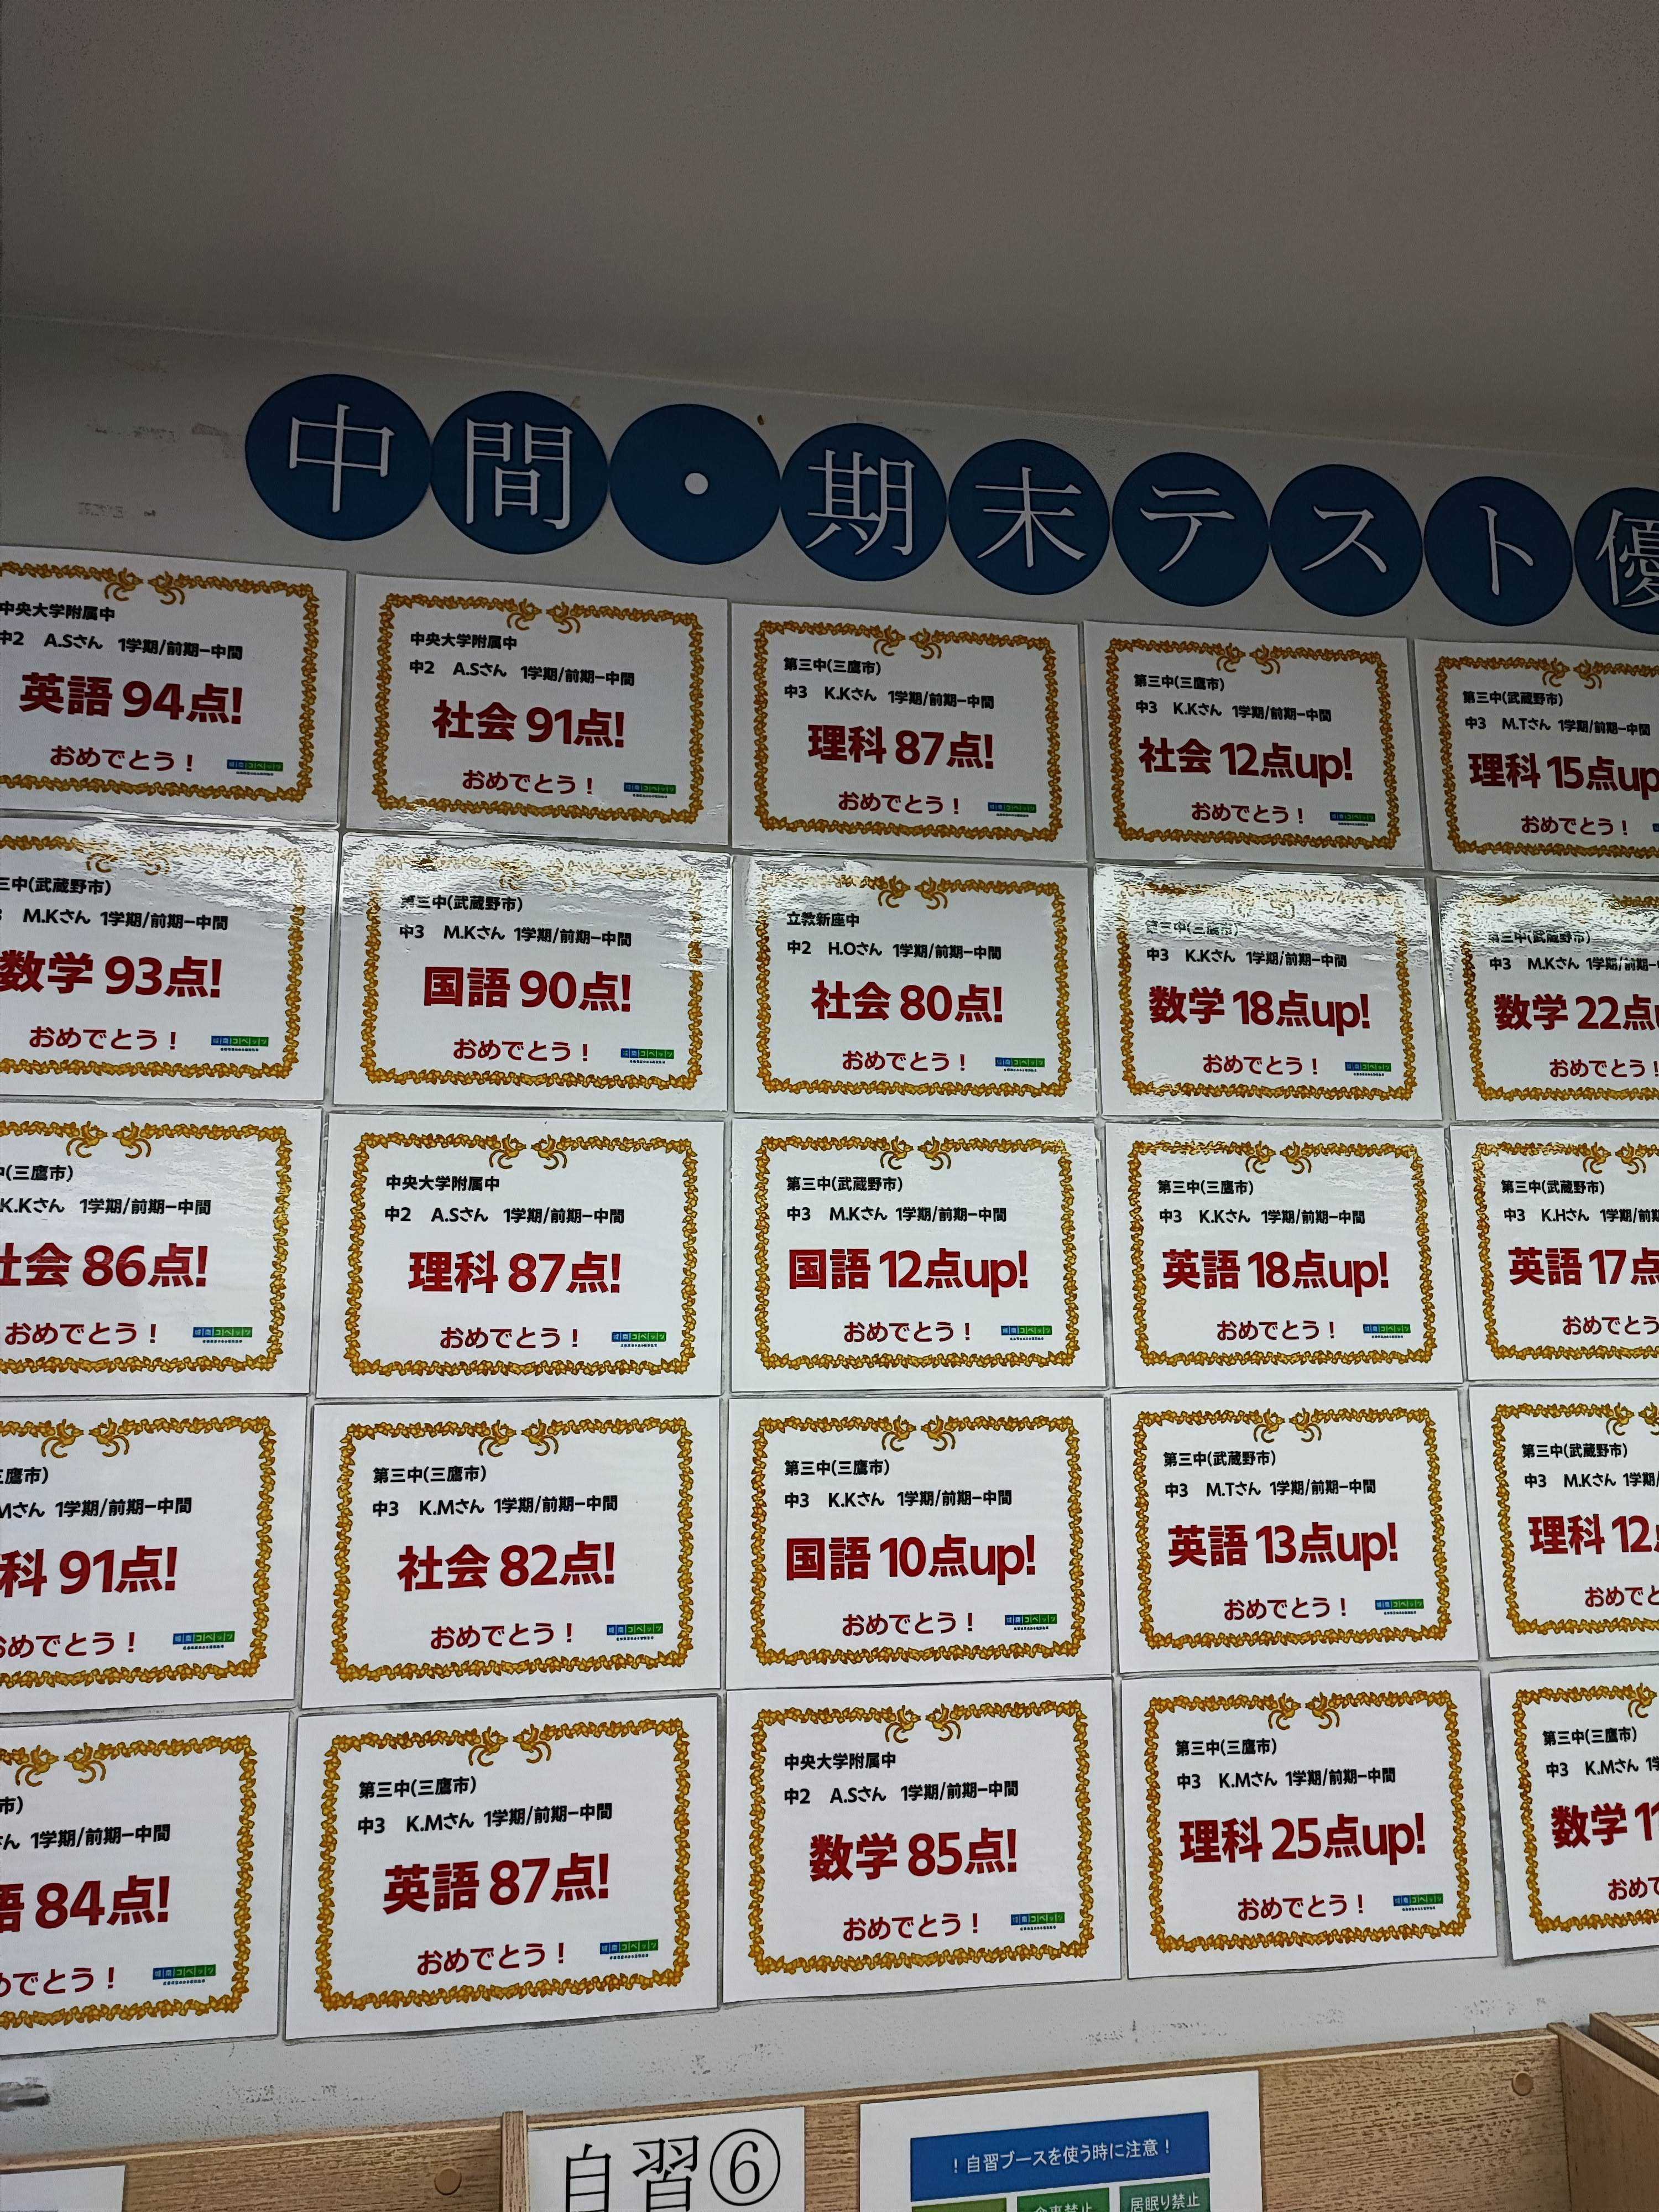 中間・期末テスト優
中央大学附属中
中2 A.Sさん 1学期/前期−中間
英語 94点!
おめでとう！
中央大学附属中
中2 A.Sさん 1学期/前期−中間
社会 91点!
おめでとう！
第三中(三鷹市)
中3 K.Kさん 1学期/前期−中間
理科 87点!
おめでとう！
第三中(三鷹市)
中3 K.Kさん 1学期/前期−中間
社会 12点up!
おめでとう！
第三中(武蔵野市)
中3 M.Tさん 1学期/前期−中間
理科 15点up
おめでとう！
三中(武蔵野市)
M.Kさん 1学期/前期−中間
数学 93点!
おめでとう！
第三中(武蔵野市)
中3 M.Kさん 1学期/前期−中間
国語 90点!
おめでとう！
立教新座中
中2 H.Oさん 1学期/前期−中間
社会 80点!
おめでとう！
第三中(三鷹市)
中3 K.Kさん 1学期/前期−中間
数学 18点up!
おめでとう！
第三中(武蔵野市)
中3 M.Kさん 1学期/前期−中
数学 22点
おめでとう！
(三鷹市)
K.Kさん 1学期/前期−中間
社会 86点!
おめでとう！
中央大学附属中
中2 A.Sさん 1学期/前期−中間
理科 87点!
おめでとう！
第三中(武蔵野市)
中3 M.Kさん 1学期/前期−中間
国語 12点up!
おめでとう！
第三中(三鷹市)
中3 K.Kさん 1学期/前期−中間
英語 18点up!
おめでとう！
第三中(武蔵野市)
中3 K.Hさん 1学期/前期
英語 17点
おめでとう
鷹市)
Mさん 1学期/前期−中間
科 91点!
おめでとう！
第三中(三鷹市)
中3 K.Mさん 1学期/前期−中間
社会 82点!
おめでとう！
第三中(三鷹市)
中3 K.Kさん 1学期/前期−中間
国語 10点up!
おめでとう！
第三中(武蔵野市)
中3 M.Tさん 1学期/前期−中間
英語 13点up!
おめでとう！
第三中(武蔵野市)
中3 M.Kさん 1学期/
理科 12
おめでと
市)
さん 1学期/前期−中間
語 84点!
めでとう！
第三中(三鷹市)
中3 K.Mさん 1学期/前期−中間
英語 87点!
おめでとう！
中央大学附属中
中2 A.Sさん 1学期/前期−中間
数学 85点!
おめでとう！
第三中(三鷹市)
中3 K.Mさん 1学期/前期−中間
理科 25点up!
おめでとう！
第三中(三鷹市)
中3 K.Mさん 1学
数学 11
おめで
自習⑥
！自習ブースを使う時に注意！
食事禁止
居眠り禁止